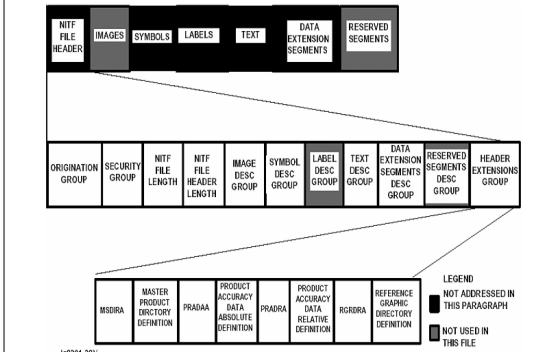 NITF FILE HEADER
IMAGES
SYMBOLS
LABELS
TEXT
DATA EXTENSION SEGMENTS
RESERVED SEGMENTS
ORIGINATION GROUP
SECURITY GROUP
NITF FILE LENGTH
NITF FILE HEADER LENGTH
IMAGE DESC GROUP
SYMBOL DESC GROUP
LABEL DESC GROUP
TEXT DESC GROUP
DATA EXTENSION SEGMENTS DESC GROUP
RESERVED SEGMENTS DESC GROUP
HEADER EXTENSIONS GROUP
MSDIRA
MASTER PRODUCT DIRCTORY DEFINITION
PRADAA
PRODUCT ACCURACY DATA ABSOLUTE DEFINITION
PRADRA
PRODUCT ACCURACY DATA RELATIVE DEFINITION
RGRDRA
REFERENCE GRAPHIC DIRECTORY DEFINITION
LEGEND
NOT ADDRESSED IN THIS PARAGRAPH
NOT USED IN THIS FILE